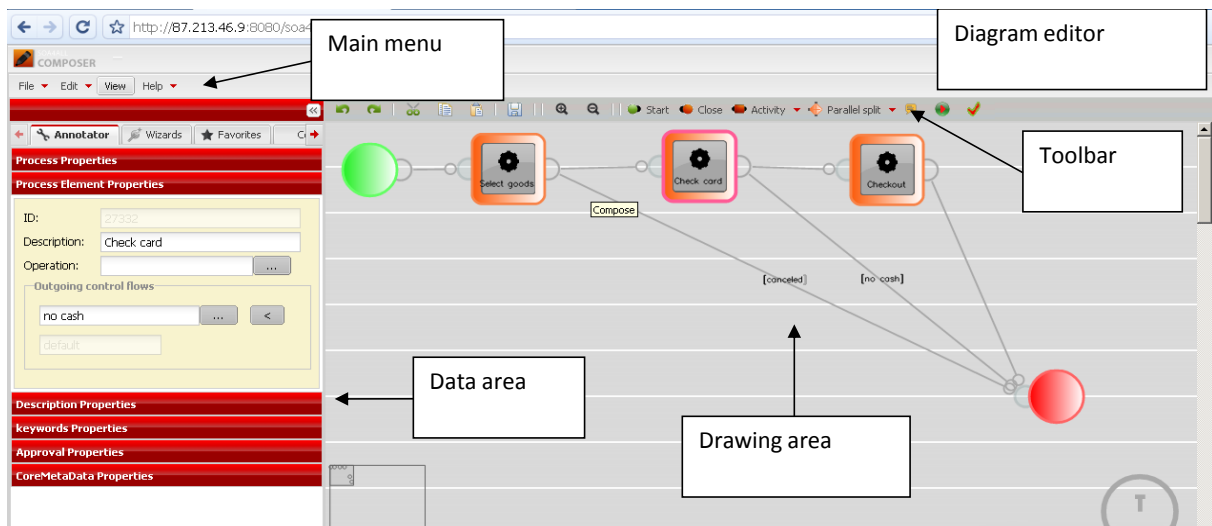 http://87.213.46.9:8080/soa4
Main menu
Diagram editor
COMPOSER
File Edit View Help
Start Close Activity Parallel split
Annotator Wizards Favorites
Process Properties
Process Element Properties
ID: 27332
Description: Check card
Operation: ...
Outgoing control flows
no cash ... <
default
Description Properties
keywords Properties
Approval Properties
CoreMetaData Properties
Select goods
Check card
Checkout
Compose
Toolbar
[canceled]
[no cash]
Data area
Drawing area
T